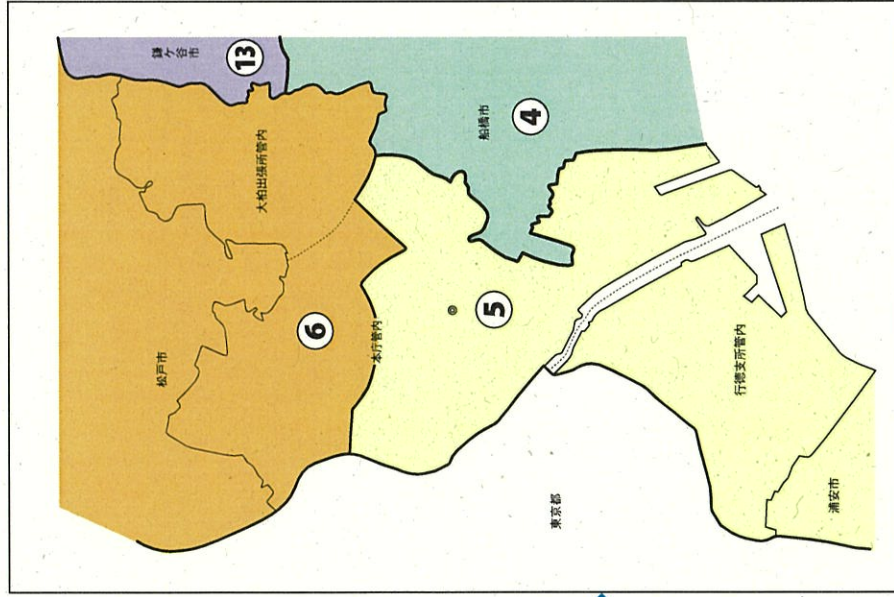 鎌ケ谷市
13
船橋市
4
大柏出張所管内
松戸市
6
本庁管内
5
行徳支所管内
東京都
浦安市